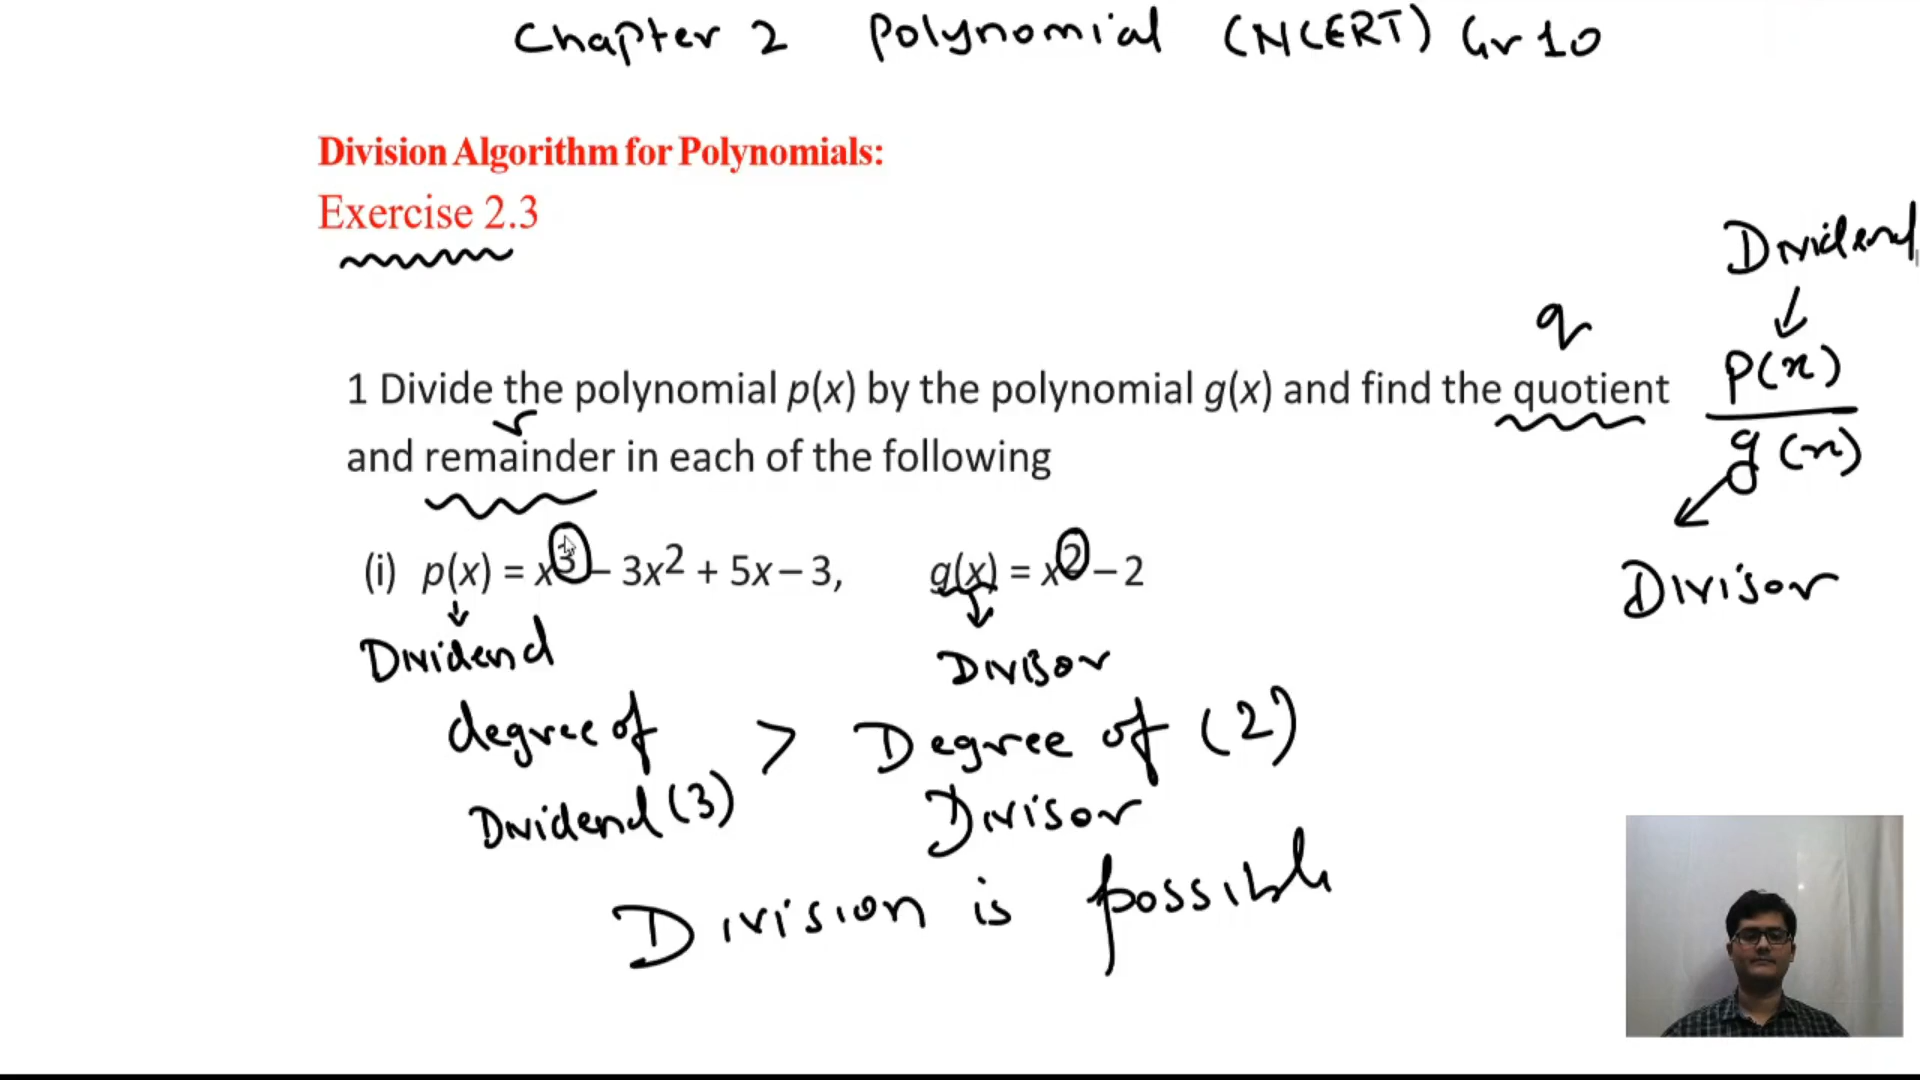 Chapter 2 Polynomial (NCERT) Gr 10
Division Algorithm for Polynomials:
Exercise 2.3
Dividend
q
1 Divide the polynomial p(x) by the polynomial g(x) and find the quotient
P(x)
g(x)
and remainder in each of the following
r
(i) p(x) = x³ – 3x² + 5x – 3, g(x) = x² – 2
Divisor
Dividend
Divisor
degree of > Degree of (2)
Dividend (3) Divisor
Division is possible